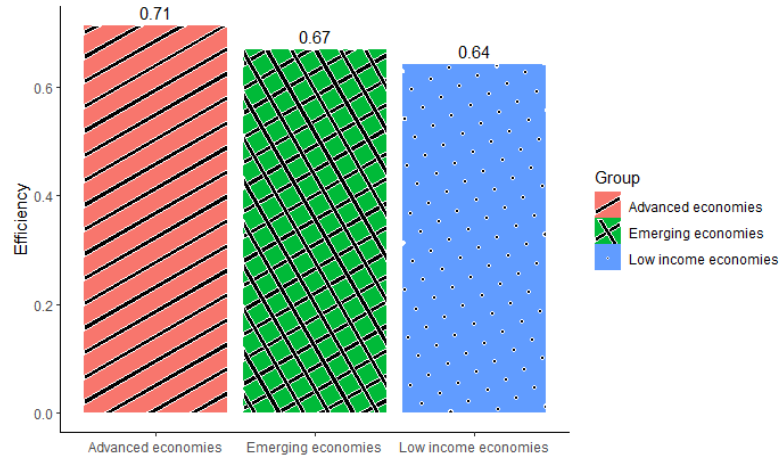 0.71
0.67
0.64
0.6
0.4
0.2
0.0
Efficiency
Advanced economies
Emerging economies
Low income economies
Group
Advanced economies
Emerging economies
Low income economies